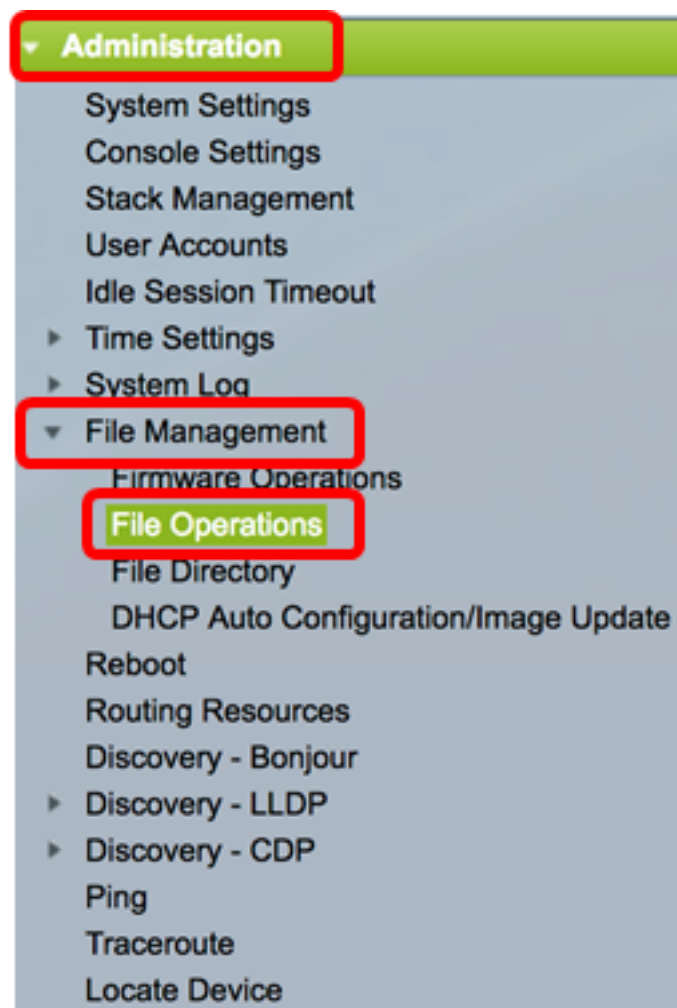 Administration
System Settings
Console Settings
Stack Management
User Accounts
Idle Session Timeout
Time Settings
System Log
File Management
Firmware Operations
File Operations
File Directory
DHCP Auto Configuration/Image Update
Reboot
Routing Resources
Discovery - Bonjour
Discovery - LLDP
Discovery - CDP
Ping
Traceroute
Locate Device